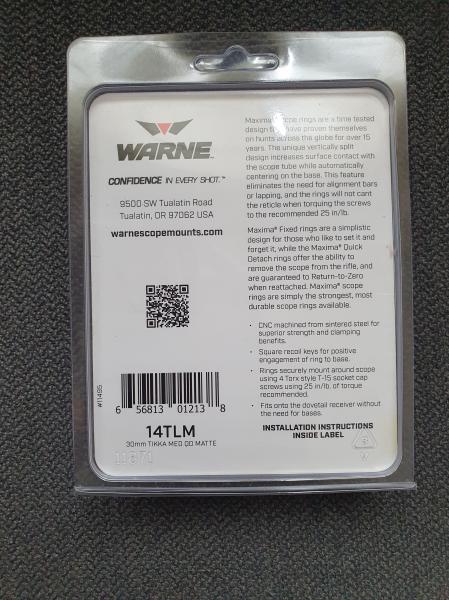 WARNE
CONFIDENCE IN EVERY SHOT.™
9500 SW Tualatin Road
Tualatin, OR 97062 USA
warnescopemounts.com
#11495
6 56813 01213 8
14TLM
30mm TIKKA MED QD MATTE
11871
Maxima® Scope rings are a time tested
design that have proven themselves
on hunts across the globe for over 15
years. The unique vertically split
design increases surface contact with
the scope tube while automatically
centering on the base. This feature
eliminates the need for alignment bars
or lapping, and the rings will not cant
the reticle when torquing the screws
to the recommended 25 in/lb.
Maxima® Fixed rings are a simplistic
design for those who like to set it and
forget it, while the Maxima® Quick
Detach rings offer the ability to
remove the scope from the rifle, and
are guaranteed to Return-to-Zero
when reattached. Maxima® scope
rings are simply the strongest, most
durable scope rings available.
• CNC machined from sintered steel for
superior strength and clamping
benefits.
• Square recoil keys for positive
engagement of ring to base.
• Rings securely mount around scope
using 4 Torx style T-15 socket cap
screws using 25 in/lb. of torque
recommended.
• Fits onto the dovetail receiver without
the need for bases.
INSTALLATION INSTRUCTIONS
INSIDE LABEL